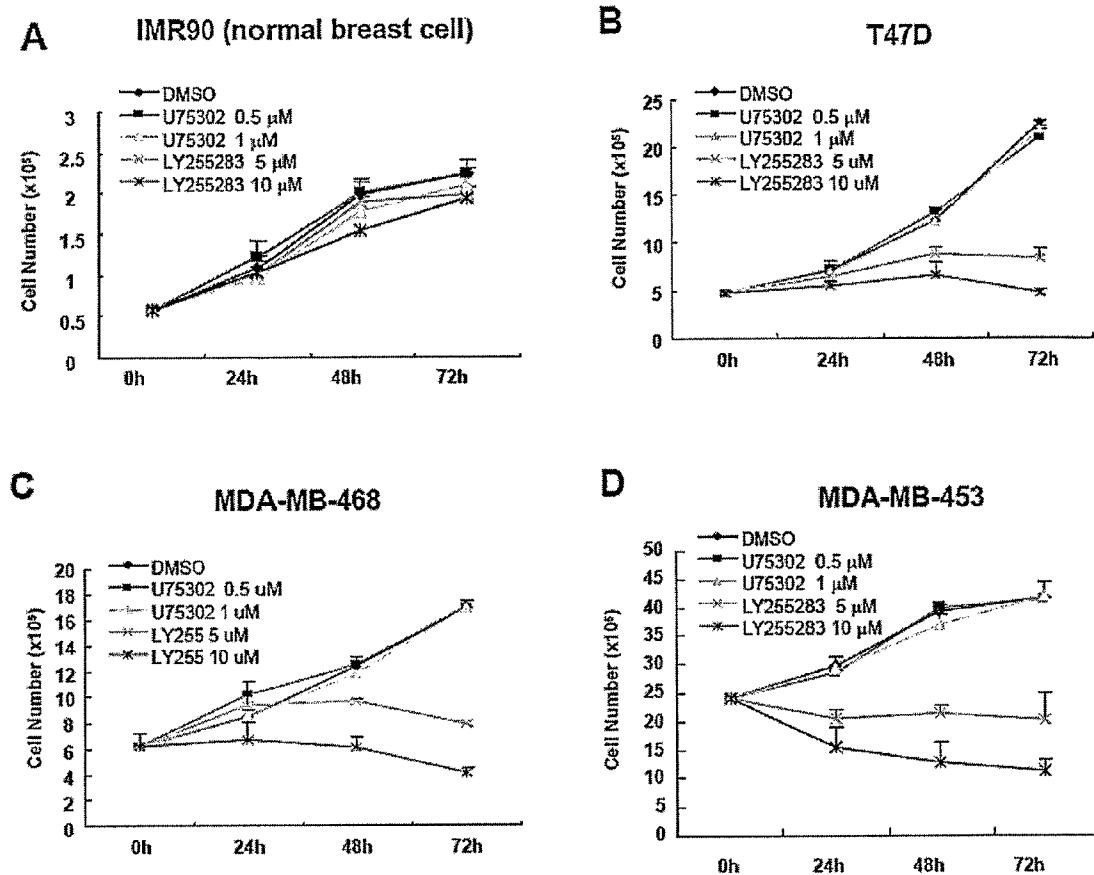 A
IMR90 (normal breast cell)
DMSO
U75302 0.5 μM
U75302 1 μM
LY255283 5 μM
LY255283 10 μM
Cell Number (x10⁵)
3
2.5
2
1.5
1
0.5
0
0h 24h 48h 72h
B
T47D
DMSO
U75302 0.5 μM
U75302 1 μM
LY255283 5 uM
LY255283 10 uM
Cell Number (x10⁵)
25
20
15
10
5
0
0h 24h 48h 72h
C
MDA-MB-468
DMSO
U75302 0.5 uM
U75302 1 uM
LY255 5 uM
LY255 10 uM
Cell Number (x10⁵)
20
18
16
14
12
10
8
6
4
2
0
0h 24h 48h 72h
D
MDA-MB-453
DMSO
U75302 0.5 μM
U75302 1 μM
LY255283 5 μM
LY255283 10 μM
Cell Number (x10⁵)
50
45
40
35
30
25
20
15
10
5
0
0h 24h 48h 72h